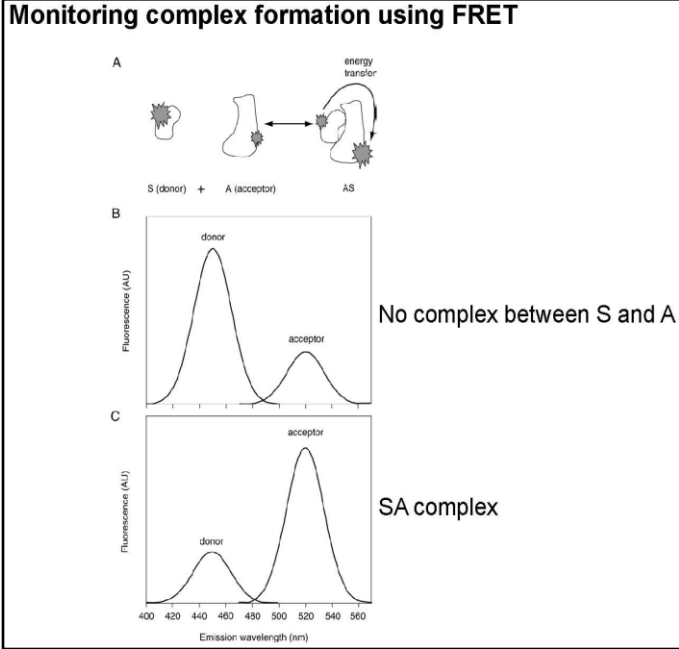 Monitoring complex formation using FRET
A
energy
transfer
S (donor) + A (acceptor) AS
B
donor
acceptor
Fluorescence (AU)
No complex between S and A
C
acceptor
donor
Fluorescence (AU)
SA complex
400 420 440 460 480 500 520 540 560
Emission wavelength (nm)